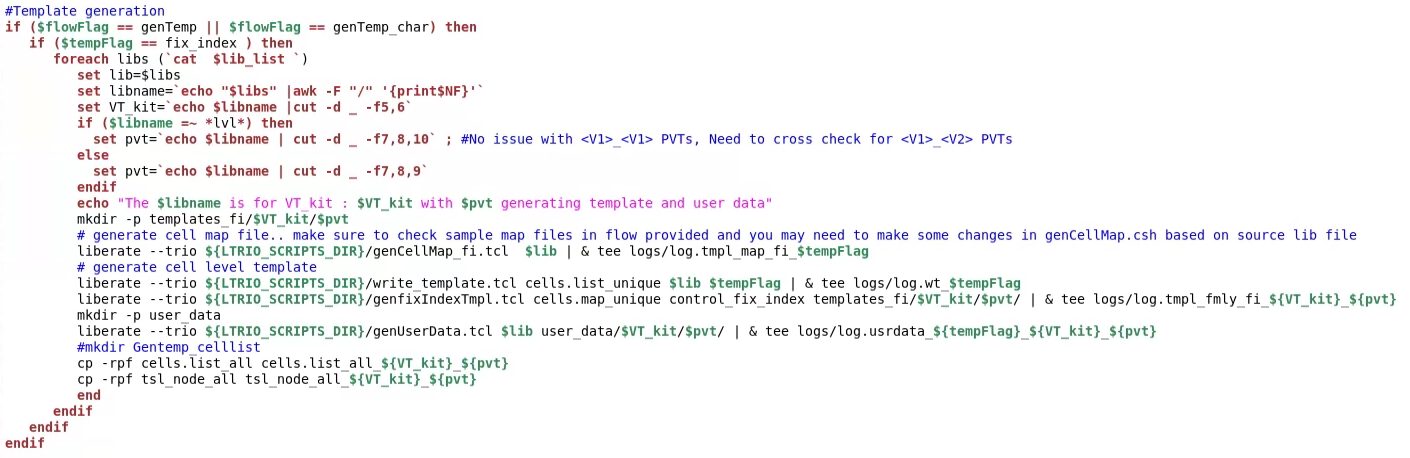 #Template generation
if ($flowFlag == genTemp || $flowFlag == genTemp_char) then
   if ($tempFlag == fix_index ) then
      foreach libs (`cat  $lib_list `)
         set lib=$libs
         set libname=`echo "$libs" |awk -F "/" '{print$NF}'`
         set VT_kit=`echo $libname |cut -d _ -f5,6`
         if ($libname =~ *lvl*) then
           set pvt=`echo $libname | cut -d _ -f7,8,10` ; #No issue with <V1>_<V1> PVTs, Need to cross check for <V1>_<V2> PVTs
         else
           set pvt=`echo $libname | cut -d _ -f7,8,9`
         endif
         echo "The $libname is for VT_kit : $VT_kit with $pvt generating template and user data"
         mkdir -p templates_fi/$VT_kit/$pvt
         # generate cell map file.. make sure to check sample map files in flow provided and you may need to make some changes in genCellMap.csh based on source lib file
         liberate --trio ${LTRIO_SCRIPTS_DIR}/genCellMap_fi.tcl  $lib | & tee logs/log.tmpl_map_fi_$tempFlag
         # generate cell level template
         liberate --trio ${LTRIO_SCRIPTS_DIR}/write_template.tcl cells.list_unique $lib $tempFlag | & tee logs/log.wt_$tempFlag
         liberate --trio ${LTRIO_SCRIPTS_DIR}/genfixIndexTmpl.tcl cells.map_unique control_fix_index templates_fi/$VT_kit/$pvt/ | & tee logs/log.tmpl_fmly_fi_${VT_kit}_${pvt}
         mkdir -p user_data
         liberate --trio ${LTRIO_SCRIPTS_DIR}/genUserData.tcl $lib user_data/$VT_kit/$pvt/ | & tee logs/log.usrdata_${tempFlag}_${VT_kit}_${pvt}
         #mkdir Gentemp_celllist
         cp -rpf cells.list_all cells.list_all_${VT_kit}_${pvt}
         cp -rpf tsl_node_all tsl_node_all_${VT_kit}_${pvt}
         end
      endif
   endif
endif